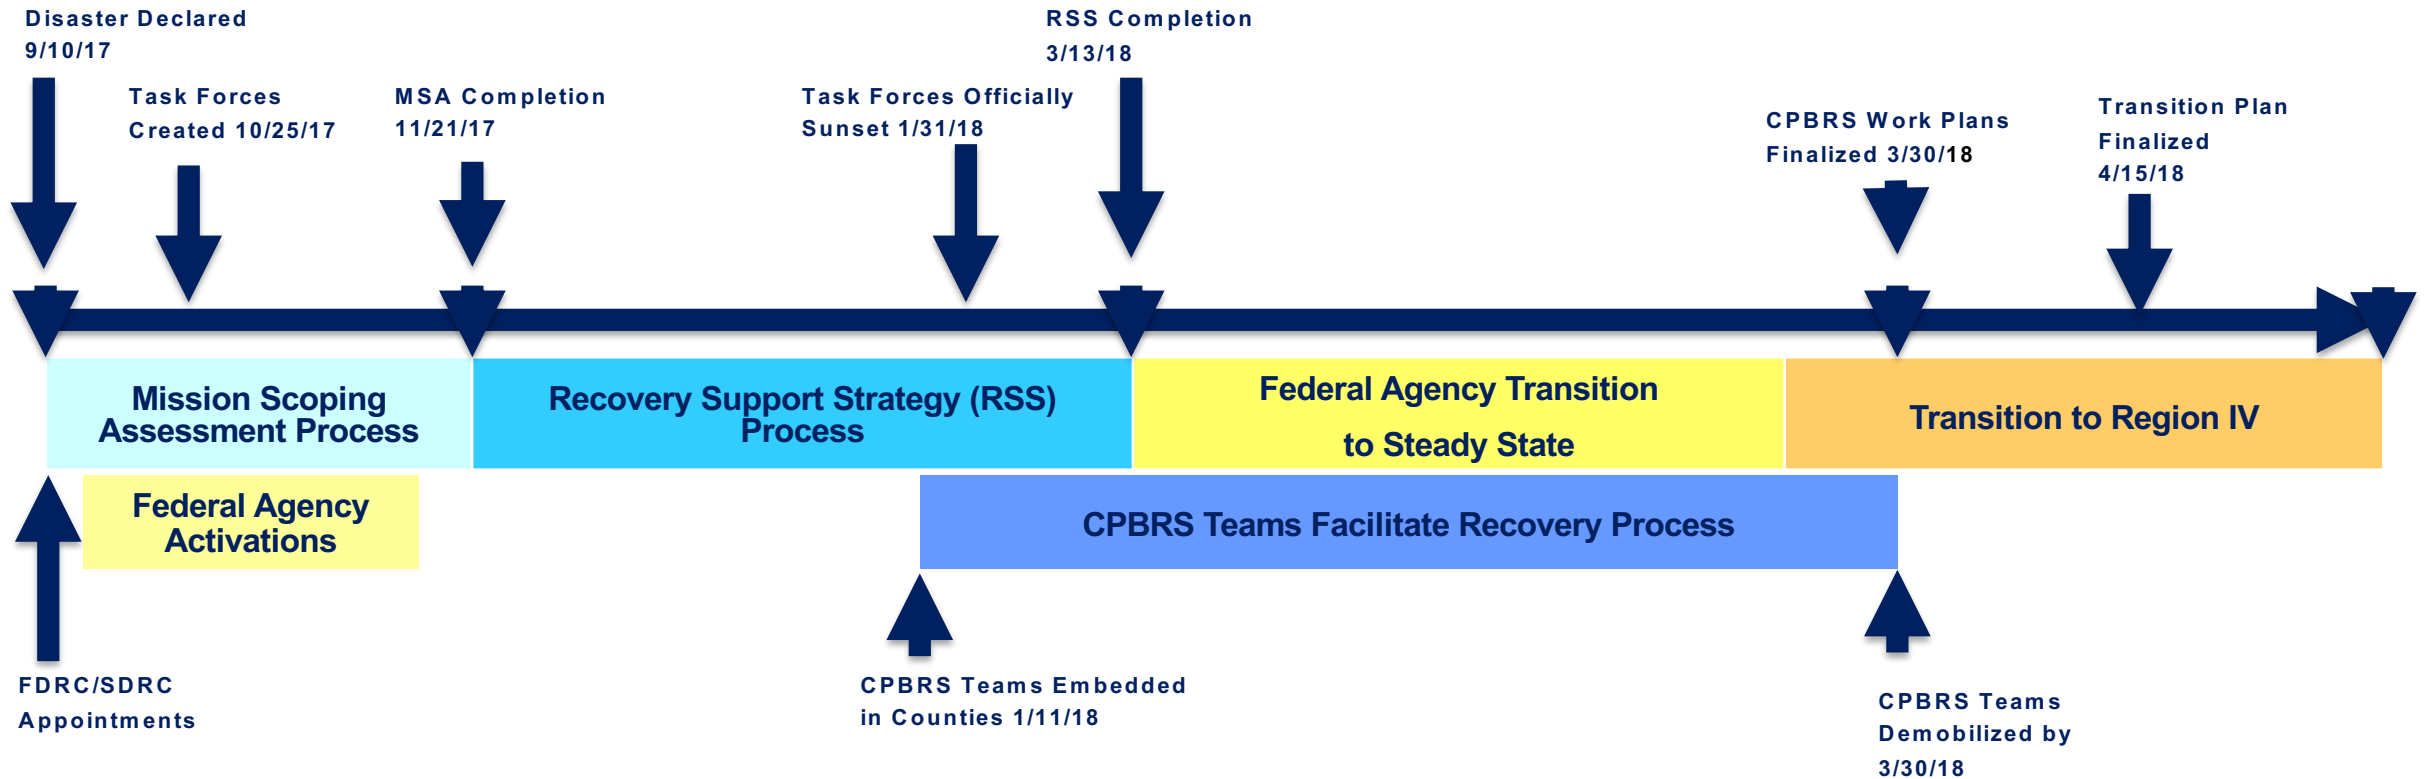 Disaster Declared
9/10/17
Task Forces
Created 10/25/17
MSA Completion
11/21/17
Task Forces Officially
Sunset 1/31/18
RSS Completion
3/13/18
CPBRS Work Plans
Finalized 3/30/18
Transition Plan
Finalized
4/15/18
Mission Scoping
Assessment Process
Recovery Support Strategy (RSS)
Process
Federal Agency Transition
to Steady State
Transition to Region IV
Federal Agency
Activations
CPBRS Teams Facilitate Recovery Process
FDRC/SDRC
Appointments
CPBRS Teams Embedded
in Counties 1/11/18
CPBRS Teams
Demobilized by
3/30/18